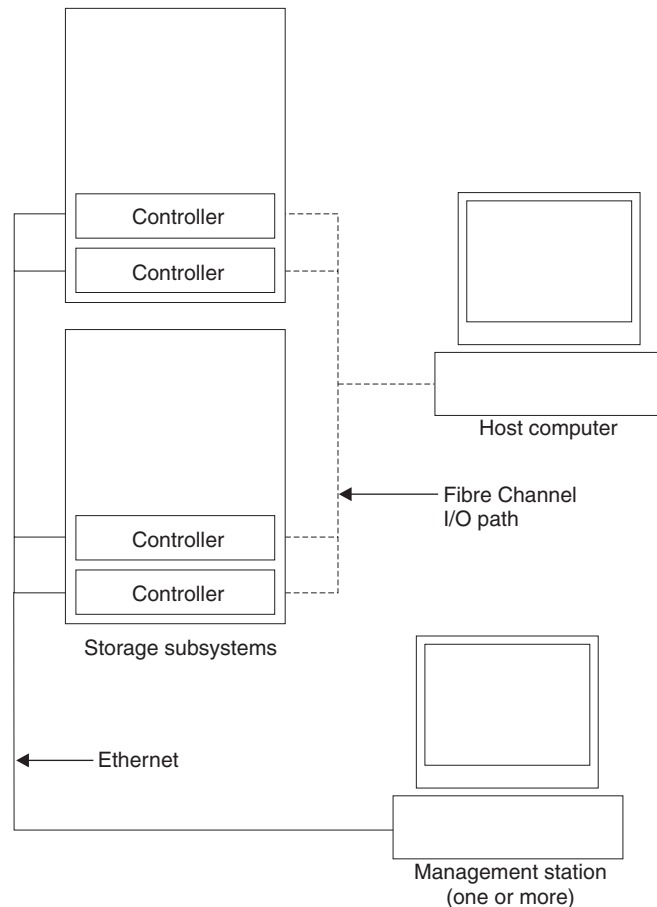 Controller
Controller
Host computer
Fibre Channel
I/O path
Controller
Controller
Storage subsystems
Ethernet
Management station
(one or more)